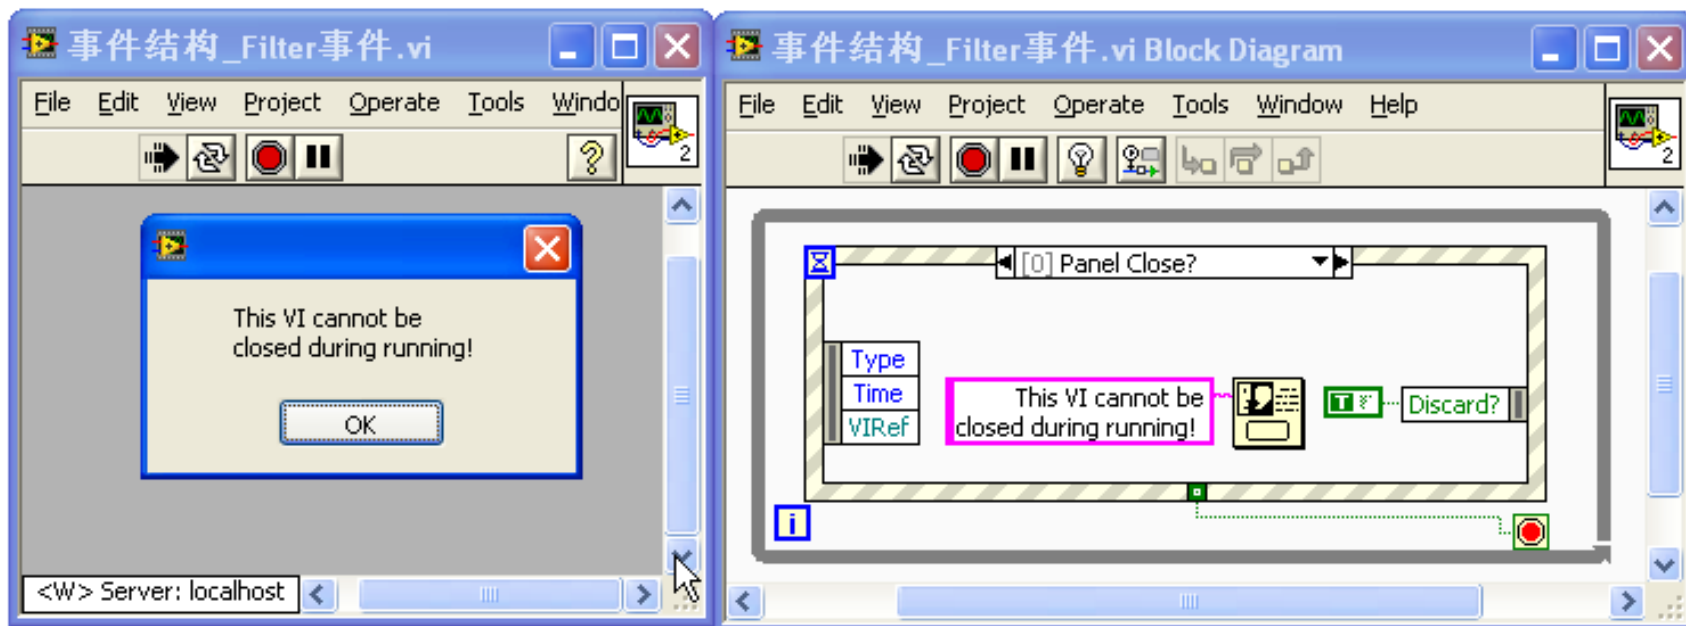 事件结构_Filter事件.vi
File Edit View Project Operate Tools Windo
2
This VI cannot be
closed during running!
OK
<W> Server: localhost
事件结构_Filter事件.vi Block Diagram
File Edit View Project Operate Tools Window Help
2
[0] Panel Close?
Type
Time
VIRef
This VI cannot be
closed during running!
T
Discard?
i